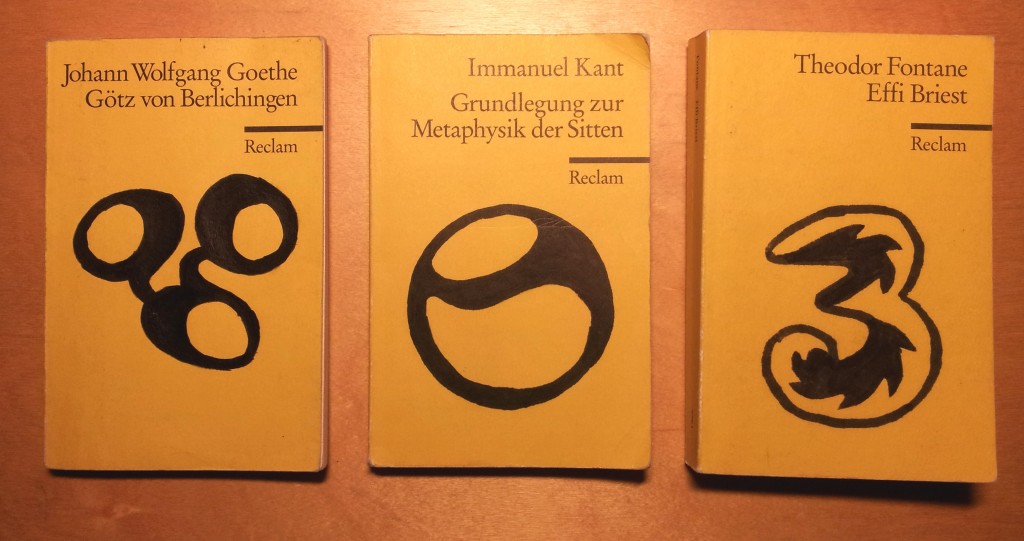 Johann Wolfgang Goethe
Götz von Berlichingen
Reclam
Immanuel Kant
Grundlegung zur
Metaphysik der Sitten
Reclam
Theodor Fontane
Effi Briest
Reclam
3